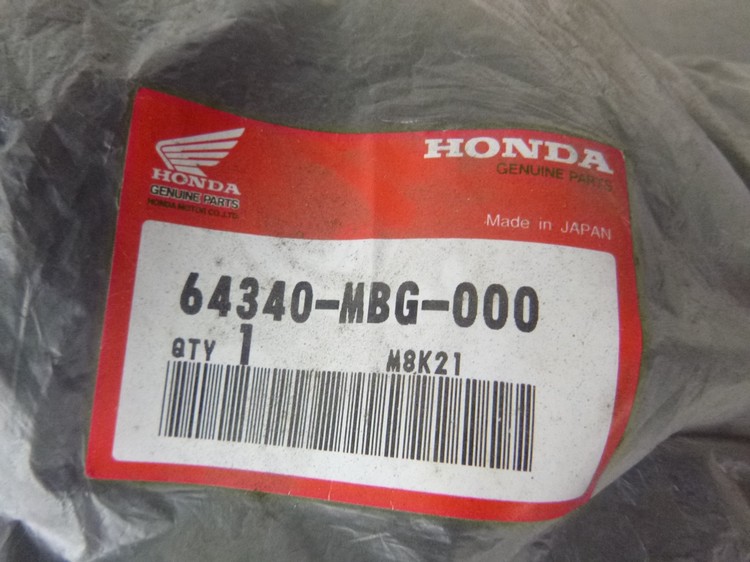 HONDA
GENUINE PARTS
HONDA MOTOR CO., LTD.
HONDA
GENUINE PARTS
Made in JAPAN
64340-MBG-000
QTY 1 M8K21